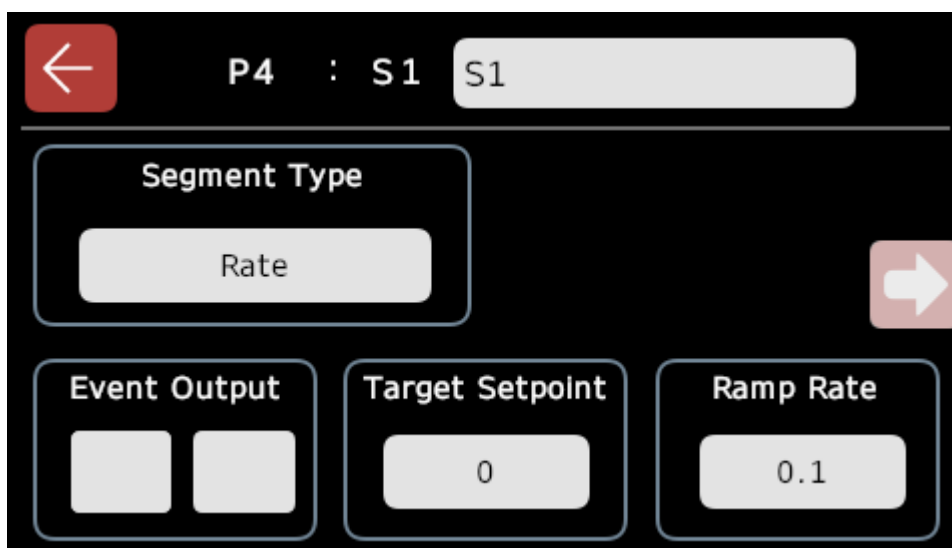 P4 : S1 S1
Segment Type
Rate
Event Output Target Setpoint Ramp Rate
0 0.1